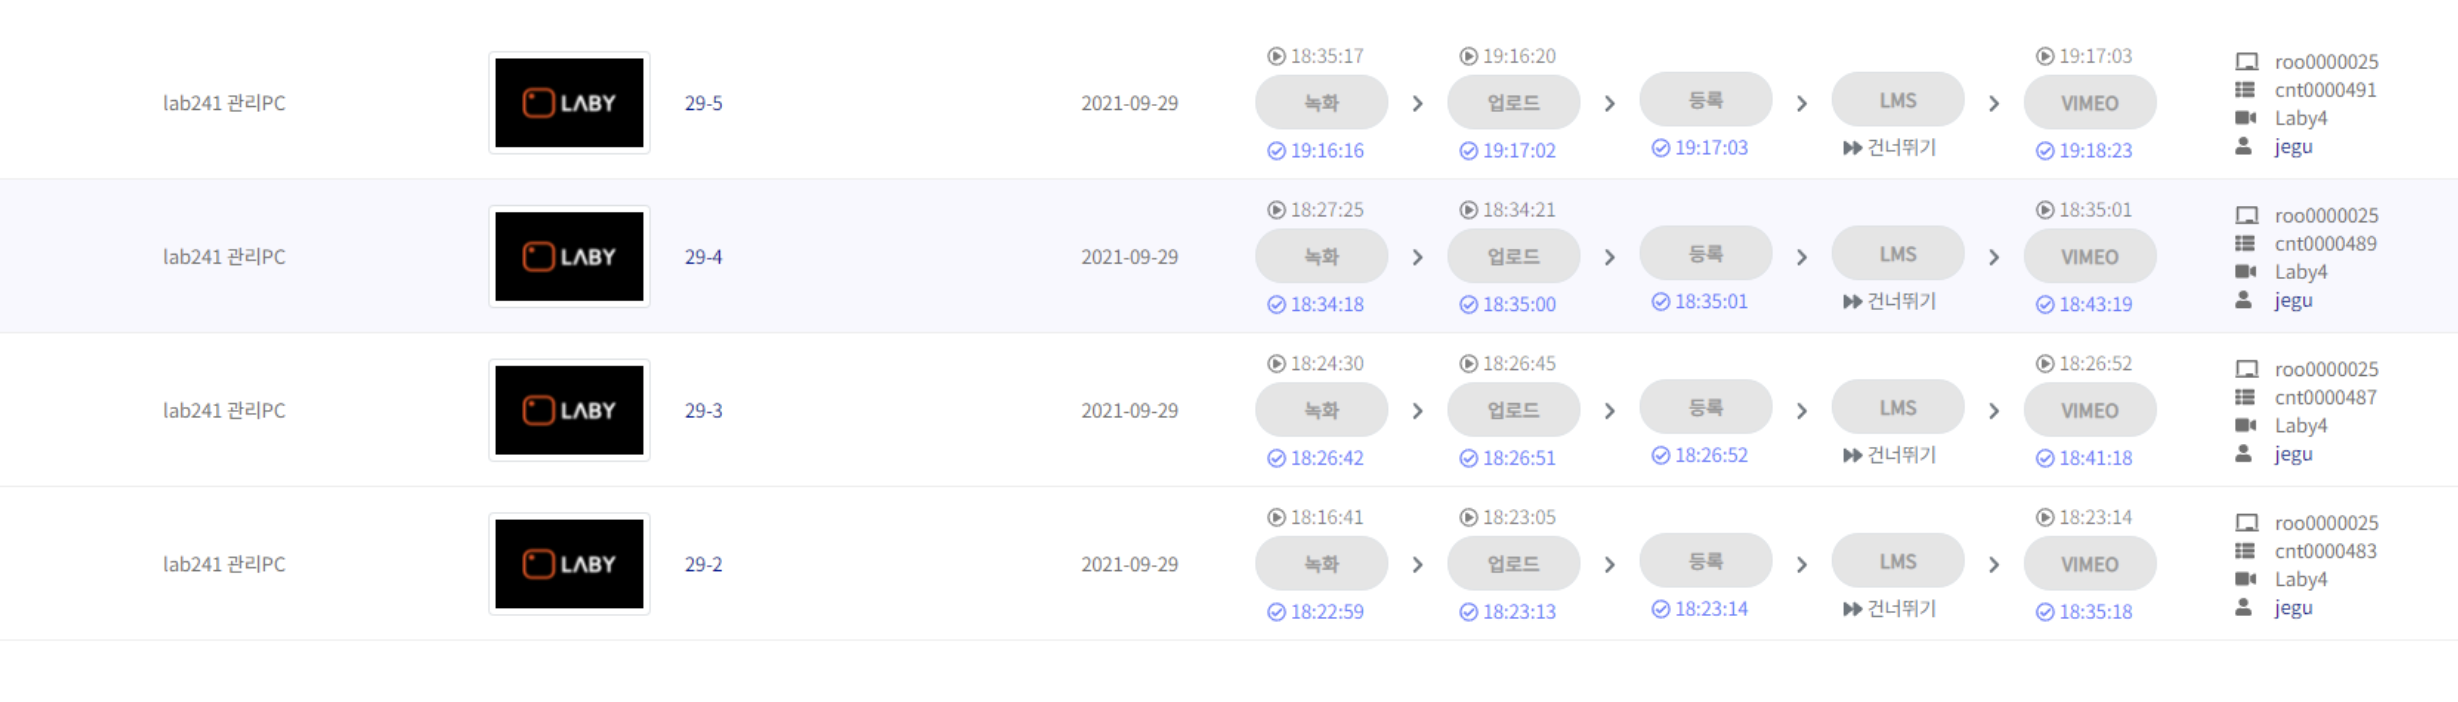 18:35:17 19:16:20 19:17:03 roo0000025
lab241 관리PC LABY 29-5 2021-09-29 녹화 업로드 등록 LMS VIMEO cnt0000491
Laby4
19:16:16 19:17:02 19:17:03 건너뛰기 19:18:23 jegu
18:27:25 18:34:21 18:35:01 roo0000025
lab241 관리PC LABY 29-4 2021-09-29 녹화 업로드 등록 LMS VIMEO cnt0000489
Laby4
18:34:18 18:35:00 18:35:01 건너뛰기 18:43:19 jegu
18:24:30 18:26:45 18:26:52 roo0000025
lab241 관리PC LABY 29-3 2021-09-29 녹화 업로드 등록 LMS VIMEO cnt0000487
Laby4
18:26:42 18:26:51 18:26:52 건너뛰기 18:41:18 jegu
18:16:41 18:23:05 18:23:14 roo0000025
lab241 관리PC LABY 29-2 2021-09-29 녹화 업로드 등록 LMS VIMEO cnt0000483
Laby4
18:22:59 18:23:13 18:23:14 건너뛰기 18:35:18 jegu